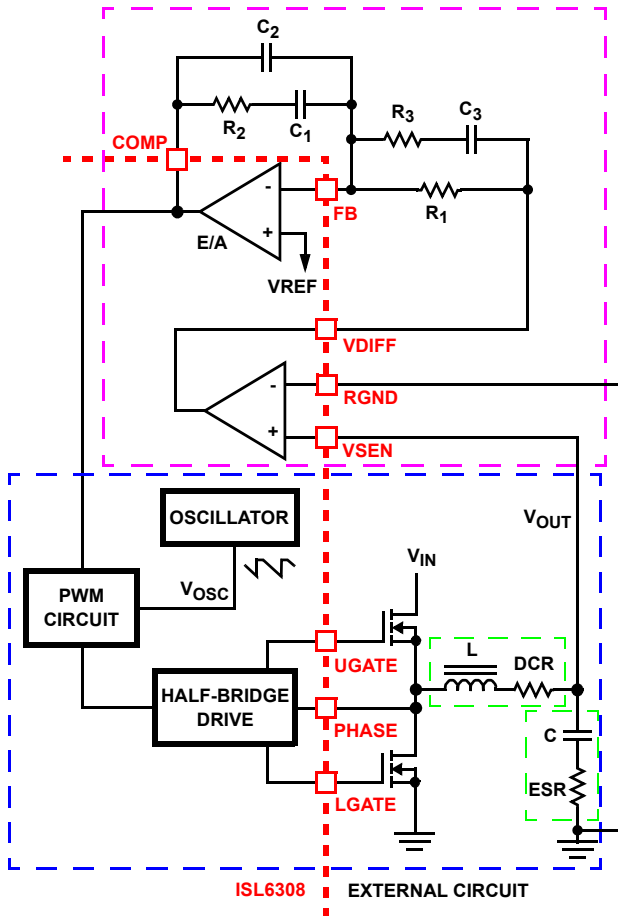 C2
R2
C1
R3
C3
COMP
-
+
E/A
FB
R1
VREF
VDIFF
-
RGND
+
VSEN
OSCILLATOR
VOUT
PWM
CIRCUIT
VOSC
VIN
UGATE
L
DCR
HALF-BRIDGE
DRIVE
PHASE
C
LGATE
ESR
ISL6308
EXTERNAL CIRCUIT